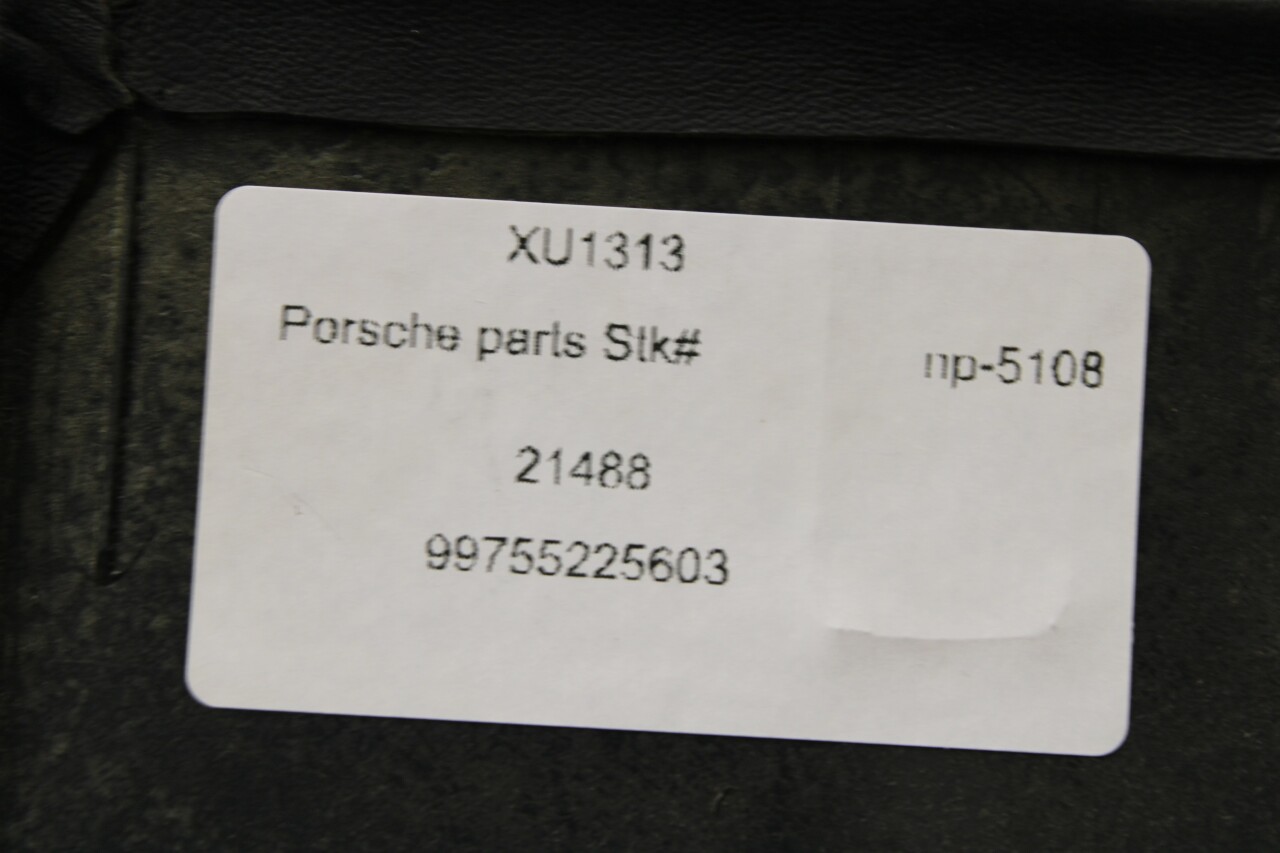 XU1313
Porsche parts Stk# np-5108
21488
99755225603